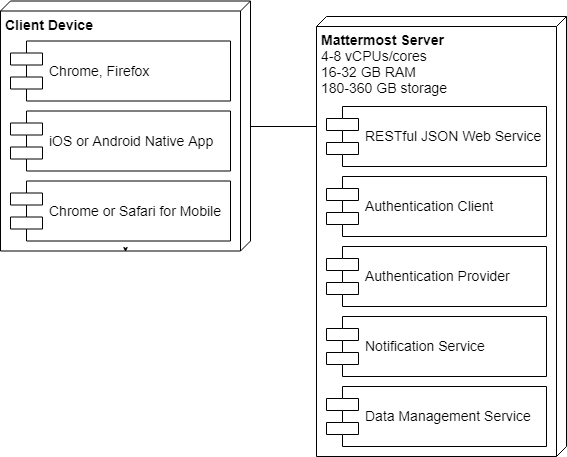 Client Device
Chrome, Firefox
iOS or Android Native App
Chrome or Safari for Mobile
x
Mattermost Server
4-8 vCPUs/cores
16-32 GB RAM
180-360 GB storage
RESTful JSON Web Service
Authentication Client
Authentication Provider
Notification Service
Data Management Service